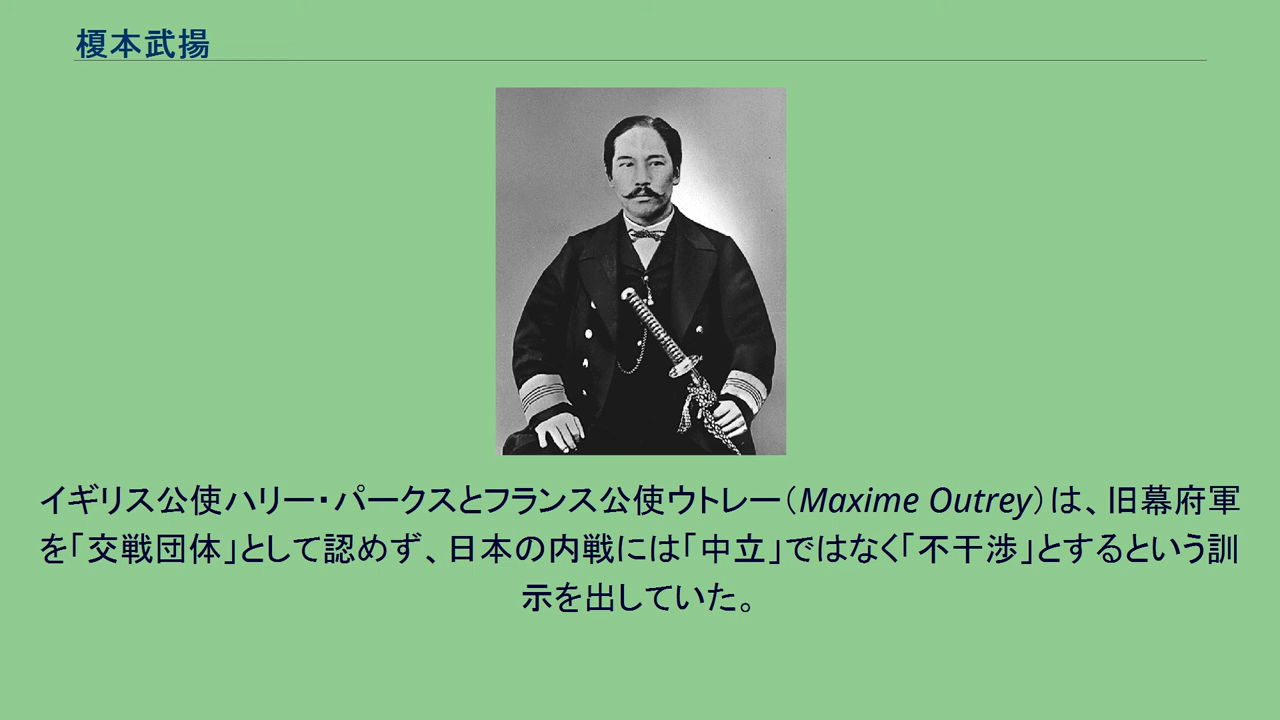 榎本武揚
イギリス公使ハリー・パークスとフランス公使ウトレー（Maxime Outrey）は、旧幕府軍
を「交戦団体」として認めず、日本の内戦には「中立」ではなく「不干渉」とするという訓
示を出していた。